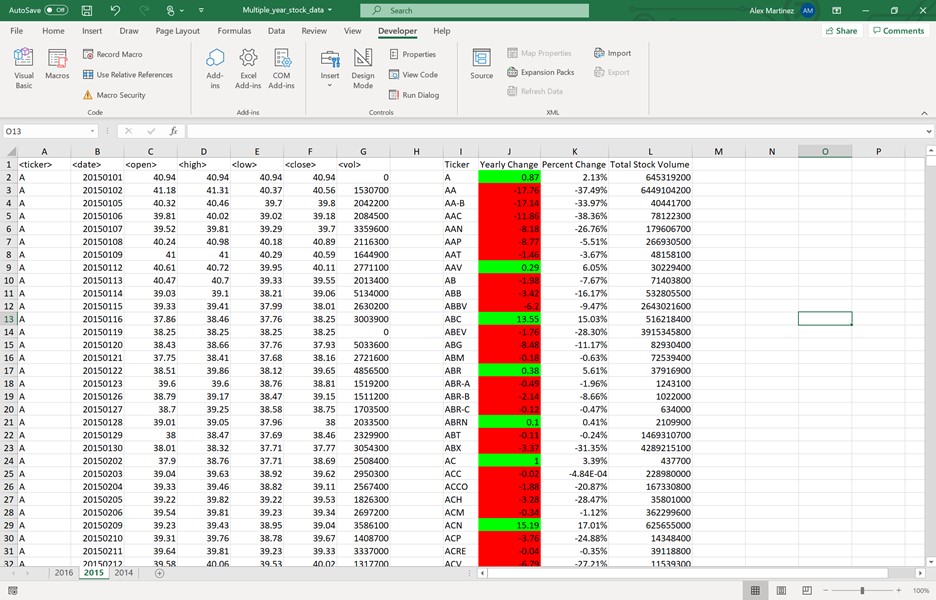 AutoSave Off Multiple_year_stock_data Search Alex Martinez AM
File Home Insert Draw Page Layout Formulas Data Review View Developer Help Share Comments
Visual Basic
Macros
Record Macro
Use Relative References
Macro Security
Code
Add-ins
Excel Add-ins
COM Add-ins
Add-ins
Insert
Design Mode
Properties
View Code
Run Dialog
Controls
Source
Map Properties
Expansion Packs
Refresh Data
Import
Export
XML
O13 fx
A B C D E F G H I J K L M N O P
1 <ticker> <date> <open> <high> <low> <close> <vol> Ticker Yearly Change Percent Change Total Stock Volume
2 A 20150101 40.94 40.94 40.94 40.94 0 A 0.87 2.13% 645319200
3 A 20150102 41.18 41.31 40.37 40.56 1530700 AA -17.76 -37.49% 6449104200
4 A 20150105 40.32 40.46 39.7 39.8 2042200 AA-B -17.14 -33.97% 40441700
5 A 20150106 39.81 40.02 39.02 39.18 2084500 AAC -11.86 -38.36% 78122300
6 A 20150107 39.52 39.81 39.29 39.7 3359600 AAN -8.18 -26.76% 179606700
7 A 20150108 40.24 40.98 40.18 40.89 2116300 AAP -8.77 -5.51% 266930500
8 A 20150109 41 41 40.29 40.59 1644900 AAT -1.46 -3.67% 48158100
9 A 20150112 40.61 40.72 39.95 40.11 2771100 AAV 0.29 6.05% 30229400
10 A 20150113 40.47 40.7 39.33 39.55 2013400 AB -1.98 -7.67% 71403800
11 A 20150114 39.03 39.1 38.21 39.06 5134000 ABB -3.42 -16.17% 532805500
12 A 20150115 39.33 39.41 37.99 38.01 2630200 ABBV -6.2 -9.47% 2643021600
13 A 20150116 37.86 38.46 37.76 38.25 3003900 ABC 13.55 15.03% 516218400
14 A 20150119 38.25 38.25 38.25 38.25 0 ABEV -1.76 -28.30% 3915345800
15 A 20150120 38.43 38.66 37.76 37.93 5033600 ABG -8.48 -11.17% 82930400
16 A 20150121 37.75 38.41 37.68 38.16 2721600 ABM -0.18 -0.63% 72539400
17 A 20150122 38.51 39.86 38.12 39.65 4856500 ABR 0.38 5.61% 37916900
18 A 20150123 39.6 39.6 38.76 38.81 1519200 ABR-A -0.49 -1.96% 1243100
19 A 20150126 38.79 39.17 38.47 39.15 1511200 ABR-B -2.14 -8.66% 1022000
20 A 20150127 38.7 39.25 38.58 38.75 1703500 ABR-C -0.12 -0.47% 634000
21 A 20150128 39.01 39.05 37.96 38 2033500 ABRN 0.1 0.41% 2109900
22 A 20150129 38 38.47 37.69 38.46 2329900 ABT -0.11 -0.24% 1469310700
23 A 20150130 38.01 38.32 37.71 37.77 3054300 ABX -3.37 -31.35% 4289215100
24 A 20150202 37.9 38.76 37.71 38.69 2508400 AC 1 3.39% 437700
25 A 20150203 39.04 39.63 38.92 39.62 2950300 ACC -0.02 -4.84E-04 228980000
26 A 20150204 39.33 39.46 38.82 39.11 2567400 ACCO -1.88 -20.87% 167330800
27 A 20150205 39.22 39.82 39.22 39.53 1826300 ACH -3.28 -28.47% 35801000
28 A 20150206 39.54 39.81 39.23 39.34 2697200 ACM -0.34 -1.12% 362299600
29 A 20150209 39.23 39.43 38.95 39.04 3586100 ACN 15.19 17.01% 625655000
30 A 20150210 39.31 39.76 38.78 39.67 1408700 ACP -3.76 -24.88% 14348400
31 A 20150211 39.64 39.81 39.23 39.33 3337000 ACRE -0.04 -0.35% 39118800
32 A 20150212 39.58 40.06 39.53 40.02 1317700 ACV -6.79 -27.21% 11539300
2016 2015 2014
100%